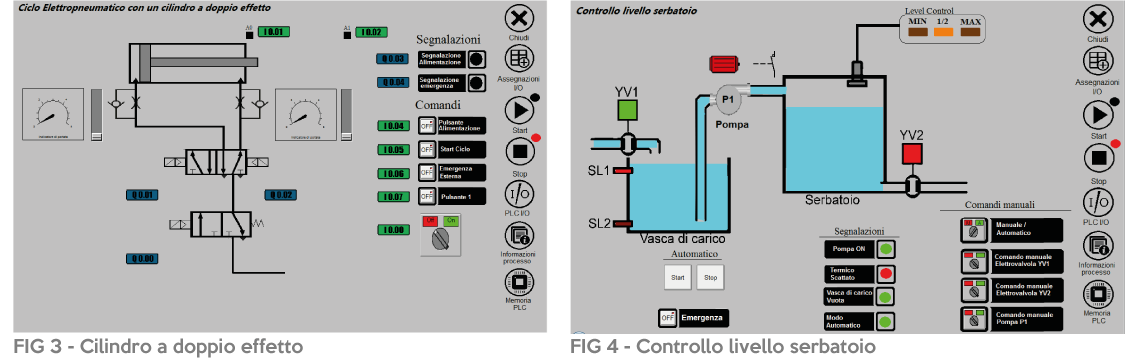 Ciclo Elettropneumatico con un cilindro a doppio effetto
A0
I 0.01
A1
I 0.02
Segnalazioni
Q 0.03
Segnalazione
Alimentazione
Q 0.04
Segnalazione
emergenza
Comandi
I 0.04
OFF
Pulsante
Alimentazione
I 0.05
OFF
Start Ciclo
I 0.06
OFF
Emergenza
Esterna
I 0.07
OFF
Pulsante 1
I 0.08
Off
On
Q 0.01
Q 0.02
Q 0.00
Chiudi
Assegnazioni
I/O
Start
Stop
I/O
PLC I/O
Informazioni
processo
Memoria
PLC
FIG 3 - Cilindro a doppio effetto
Controllo livello serbatoio
Level Control
MIN
1/2
MAX
YV1
P1
Pompa
YV2
SL1
SL2
Serbatoio
Vasca di carico
Automatico
Start
Stop
OFF
Emergenza
Segnalazioni
Pompa ON
Termico
Scattato
Vasca di carico
Vuota
Modo
Automatico
Comandi manuali
Manuale /
Automatico
Comando manuale
Elettrovalvola YV1
Comando manuale
Elettrovalvola YV2
Comando manuale
Pompa P1
Chiudi
Assegnazioni
I/O
Start
Stop
I/O
PLC I/O
Informazioni
processo
Memoria
PLC
FIG 4 - Controllo livello serbatoio